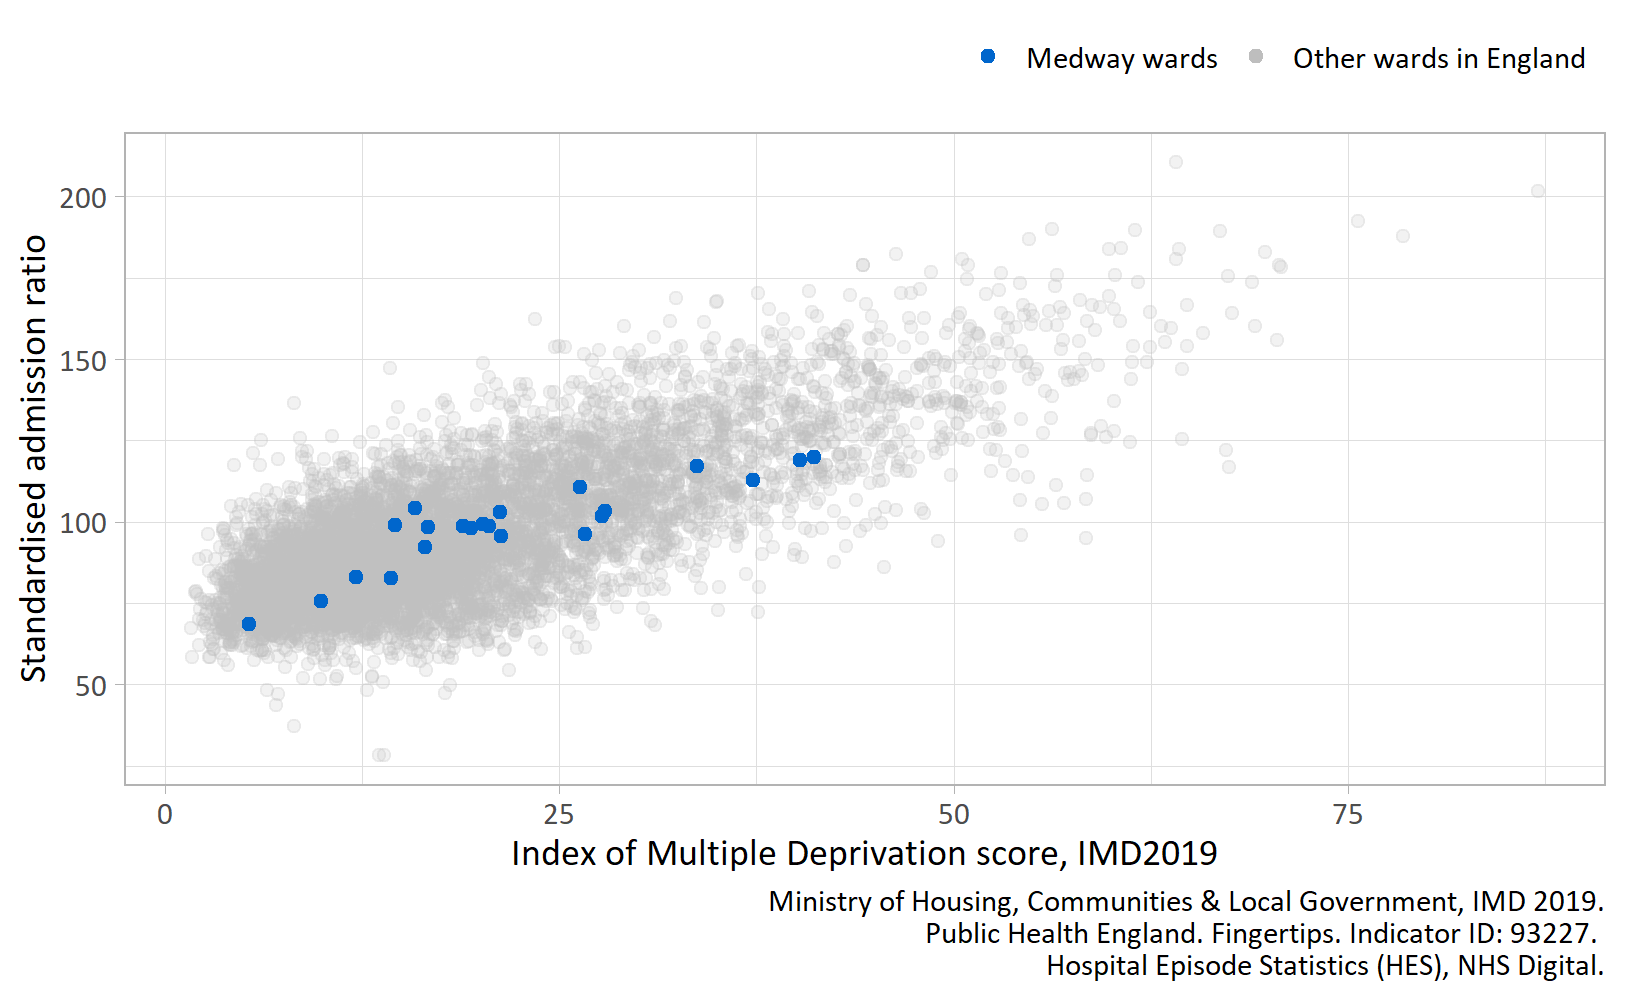 Medway wards Other wards in England
Standardised admission ratio
200
150
100
50
0 25 50 75
Index of Multiple Deprivation score, IMD2019
Ministry of Housing, Communities & Local Government, IMD 2019.
Public Health England. Fingertips. Indicator ID: 93227.
Hospital Episode Statistics (HES), NHS Digital.